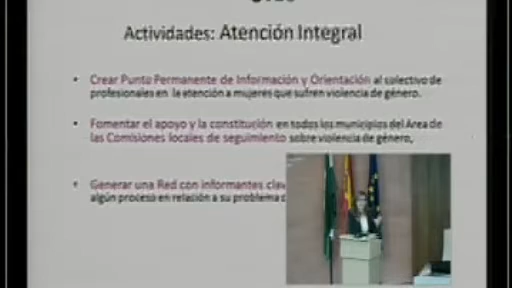 Actividades: Atención Integral
• Crear Punto Permanente de Información y Orientación al colectivo de
profesionales en la atención a mujeres que sufren violencia de género.
• Fomentar el apoyo y la constitución en todos los municipios del Area de
las Comisiones locales de seguimiento sobre violencia de género,
• Generar una Red con informantes
algún proceso en relación a su problema